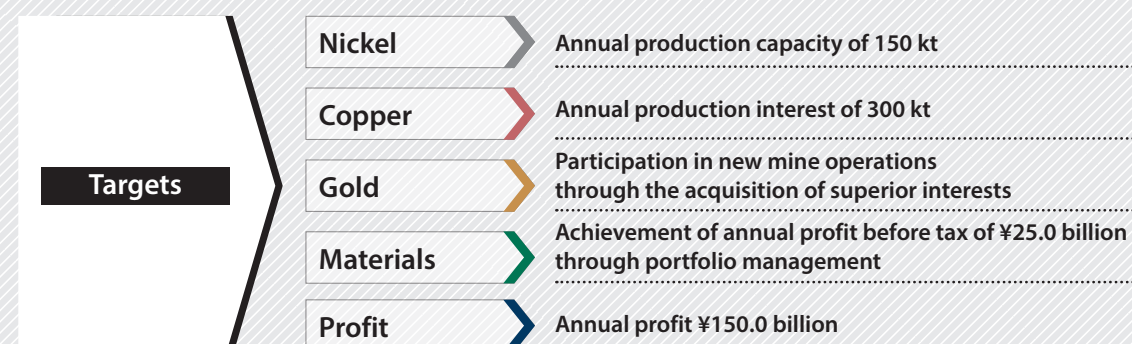 Targets
Nickel
Annual production capacity of 150 kt
Copper
Annual production interest of 300 kt
Gold
Participation in new mine operations
through the acquisition of superior interests
Materials
Achievement of annual profit before tax of ¥25.0 billion
through portfolio management
Profit
Annual profit ¥150.0 billion